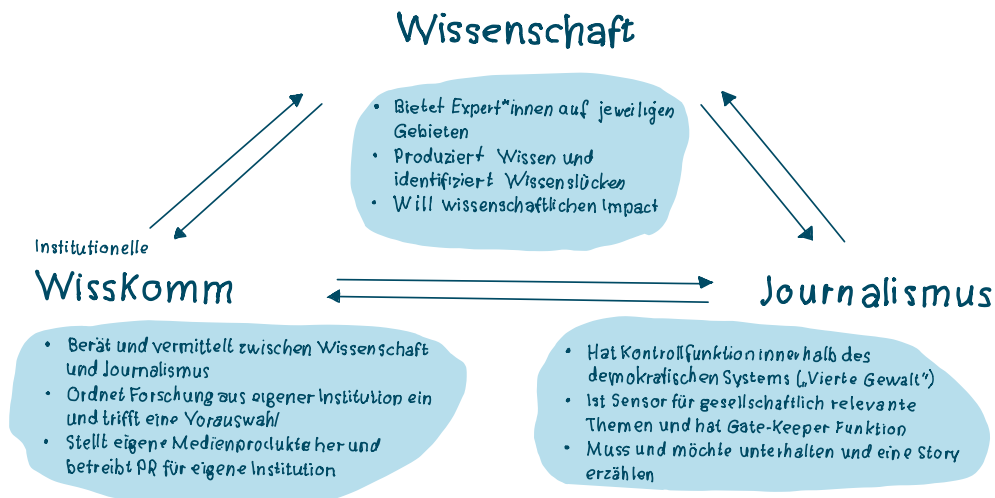 Wissenschaft
• Bietet Expert*innen auf jeweiligen
Gebieten
• Produziert Wissen und
identifiziert Wissenslücken
• Will wissenschaftlichen Impact
Institutionelle
WissKomm
• Berät und vermittelt zwischen Wissenschaft
und Journalismus
• Ordnet Forschung aus eigener Institution ein
und trifft eine Vorauswahl
• Stellt eigene Medienprodukte her und
betreibt PR für eigene Institution
Journalismus
• Hat Kontrollfunktion innerhalb des
demokratischen Systems („Vierte Gewalt")
• Ist Sensor für gesellschaftlich relevante
Themen und hat Gate-Keeper Funktion
• Muss und möchte unterhalten und eine Story
erzählen